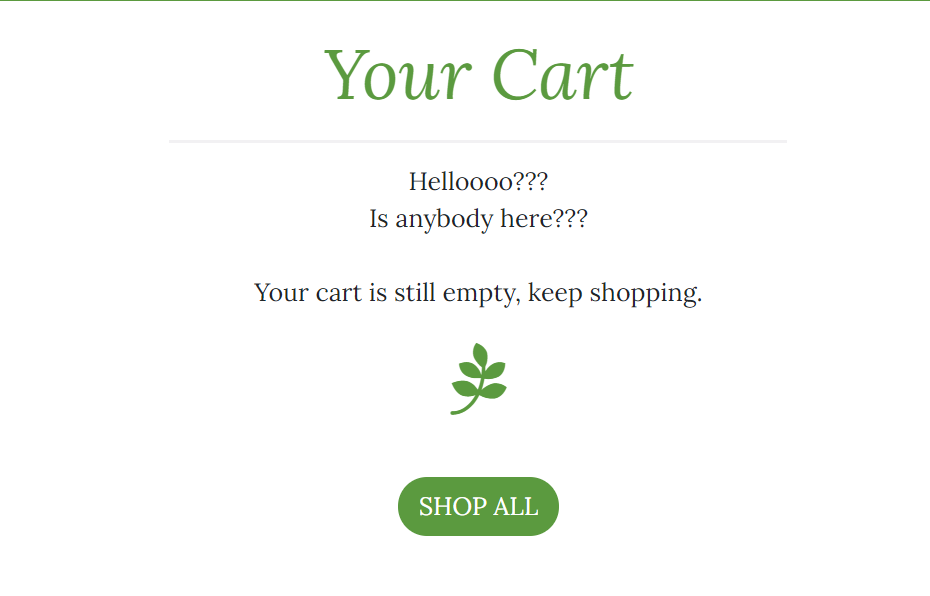 Your Cart
Helloooo???
Is anybody here???
Your cart is still empty, keep shopping.
SHOP ALL